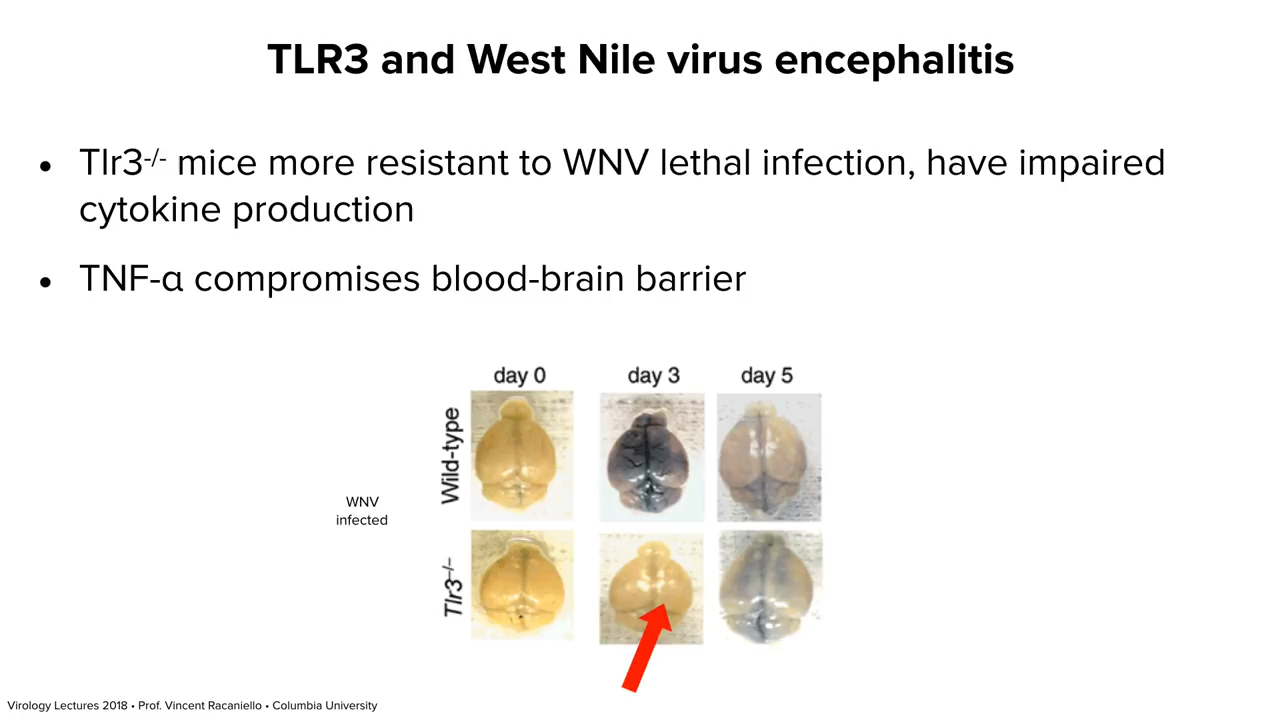 TLR3 and West Nile virus encephalitis
• Tlr3-/- mice more resistant to WNV lethal infection, have impaired
cytokine production
• TNF-α compromises blood-brain barrier
day 0 day 3 day 5
Wild-type
WNV
infected
Tlr3-/-
Virology Lectures 2018 • Prof. Vincent Racaniello • Columbia University